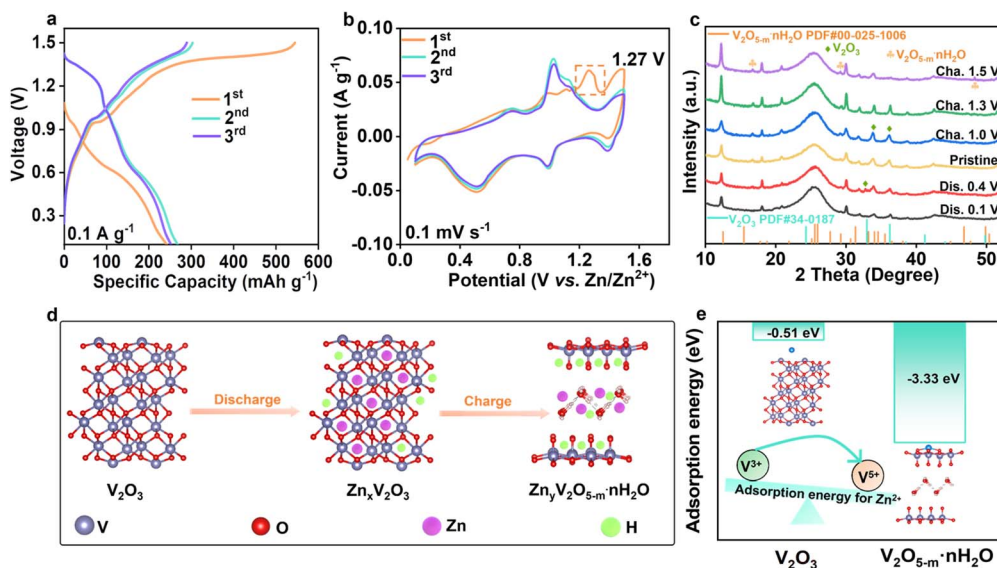 a
1.5
1.2
0.9
0.6
0.3
Voltage (V)
1st
2nd
3rd
0.1 A g-1
0 100 200 300 400 500 600
Specific Capacity (mAh g-1)
b
0.10
0.05
0.00
-0.05
-0.10
Current (A g-1)
1st
2nd
3rd
1.27 V
0.1 mV s-1
0.0 0.4 0.8 1.2 1.6
Potential (V vs. Zn/Zn2+)
c
V2O5-m·nH2O PDF#00-025-1006
V2O3 V2O5-m·nH2O
Cha. 1.5 V
Cha. 1.3 V
Cha. 1.0 V
Pristine
Dis. 0.4 V
Dis. 0.1 V
V2O3 PDF#34-0187
Intensity (a.u.)
10 20 30 40 50
2 Theta (Degree)
d
Discharge
Charge
V2O3
ZnxV2O3
ZnyV2O5-m·nH2O
V
O
Zn
H
e
Adsorption energy (eV)
-0.51 eV
-3.33 eV
V3+
V5+
Adsorption energy for Zn2+
V2O3
V2O5-m·nH2O